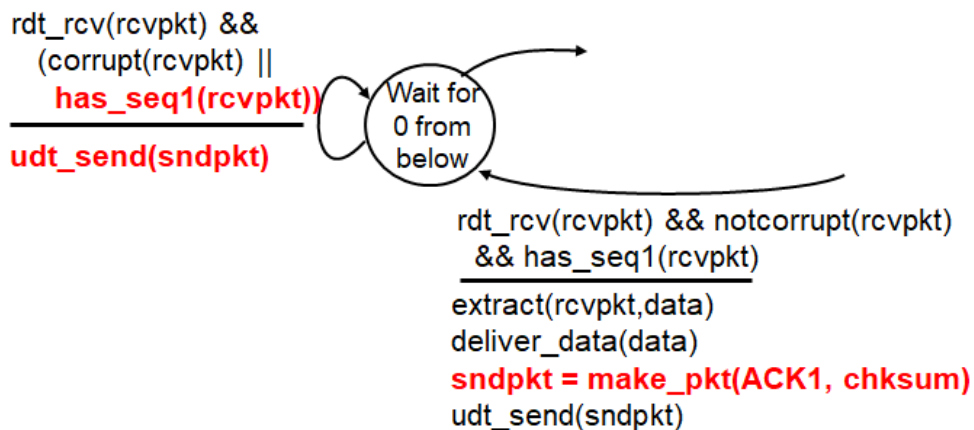 rdt_rcv(rcvpkt) &&
(corrupt(rcvpkt) ||
has_seq1(rcvpkt))
udt_send(sndpkt)
Wait for
0 from
below
rdt_rcv(rcvpkt) && notcorrupt(rcvpkt)
&& has_seq1(rcvpkt)
extract(rcvpkt,data)
deliver_data(data)
sndpkt = make_pkt(ACK1, chksum)
udt_send(sndpkt)